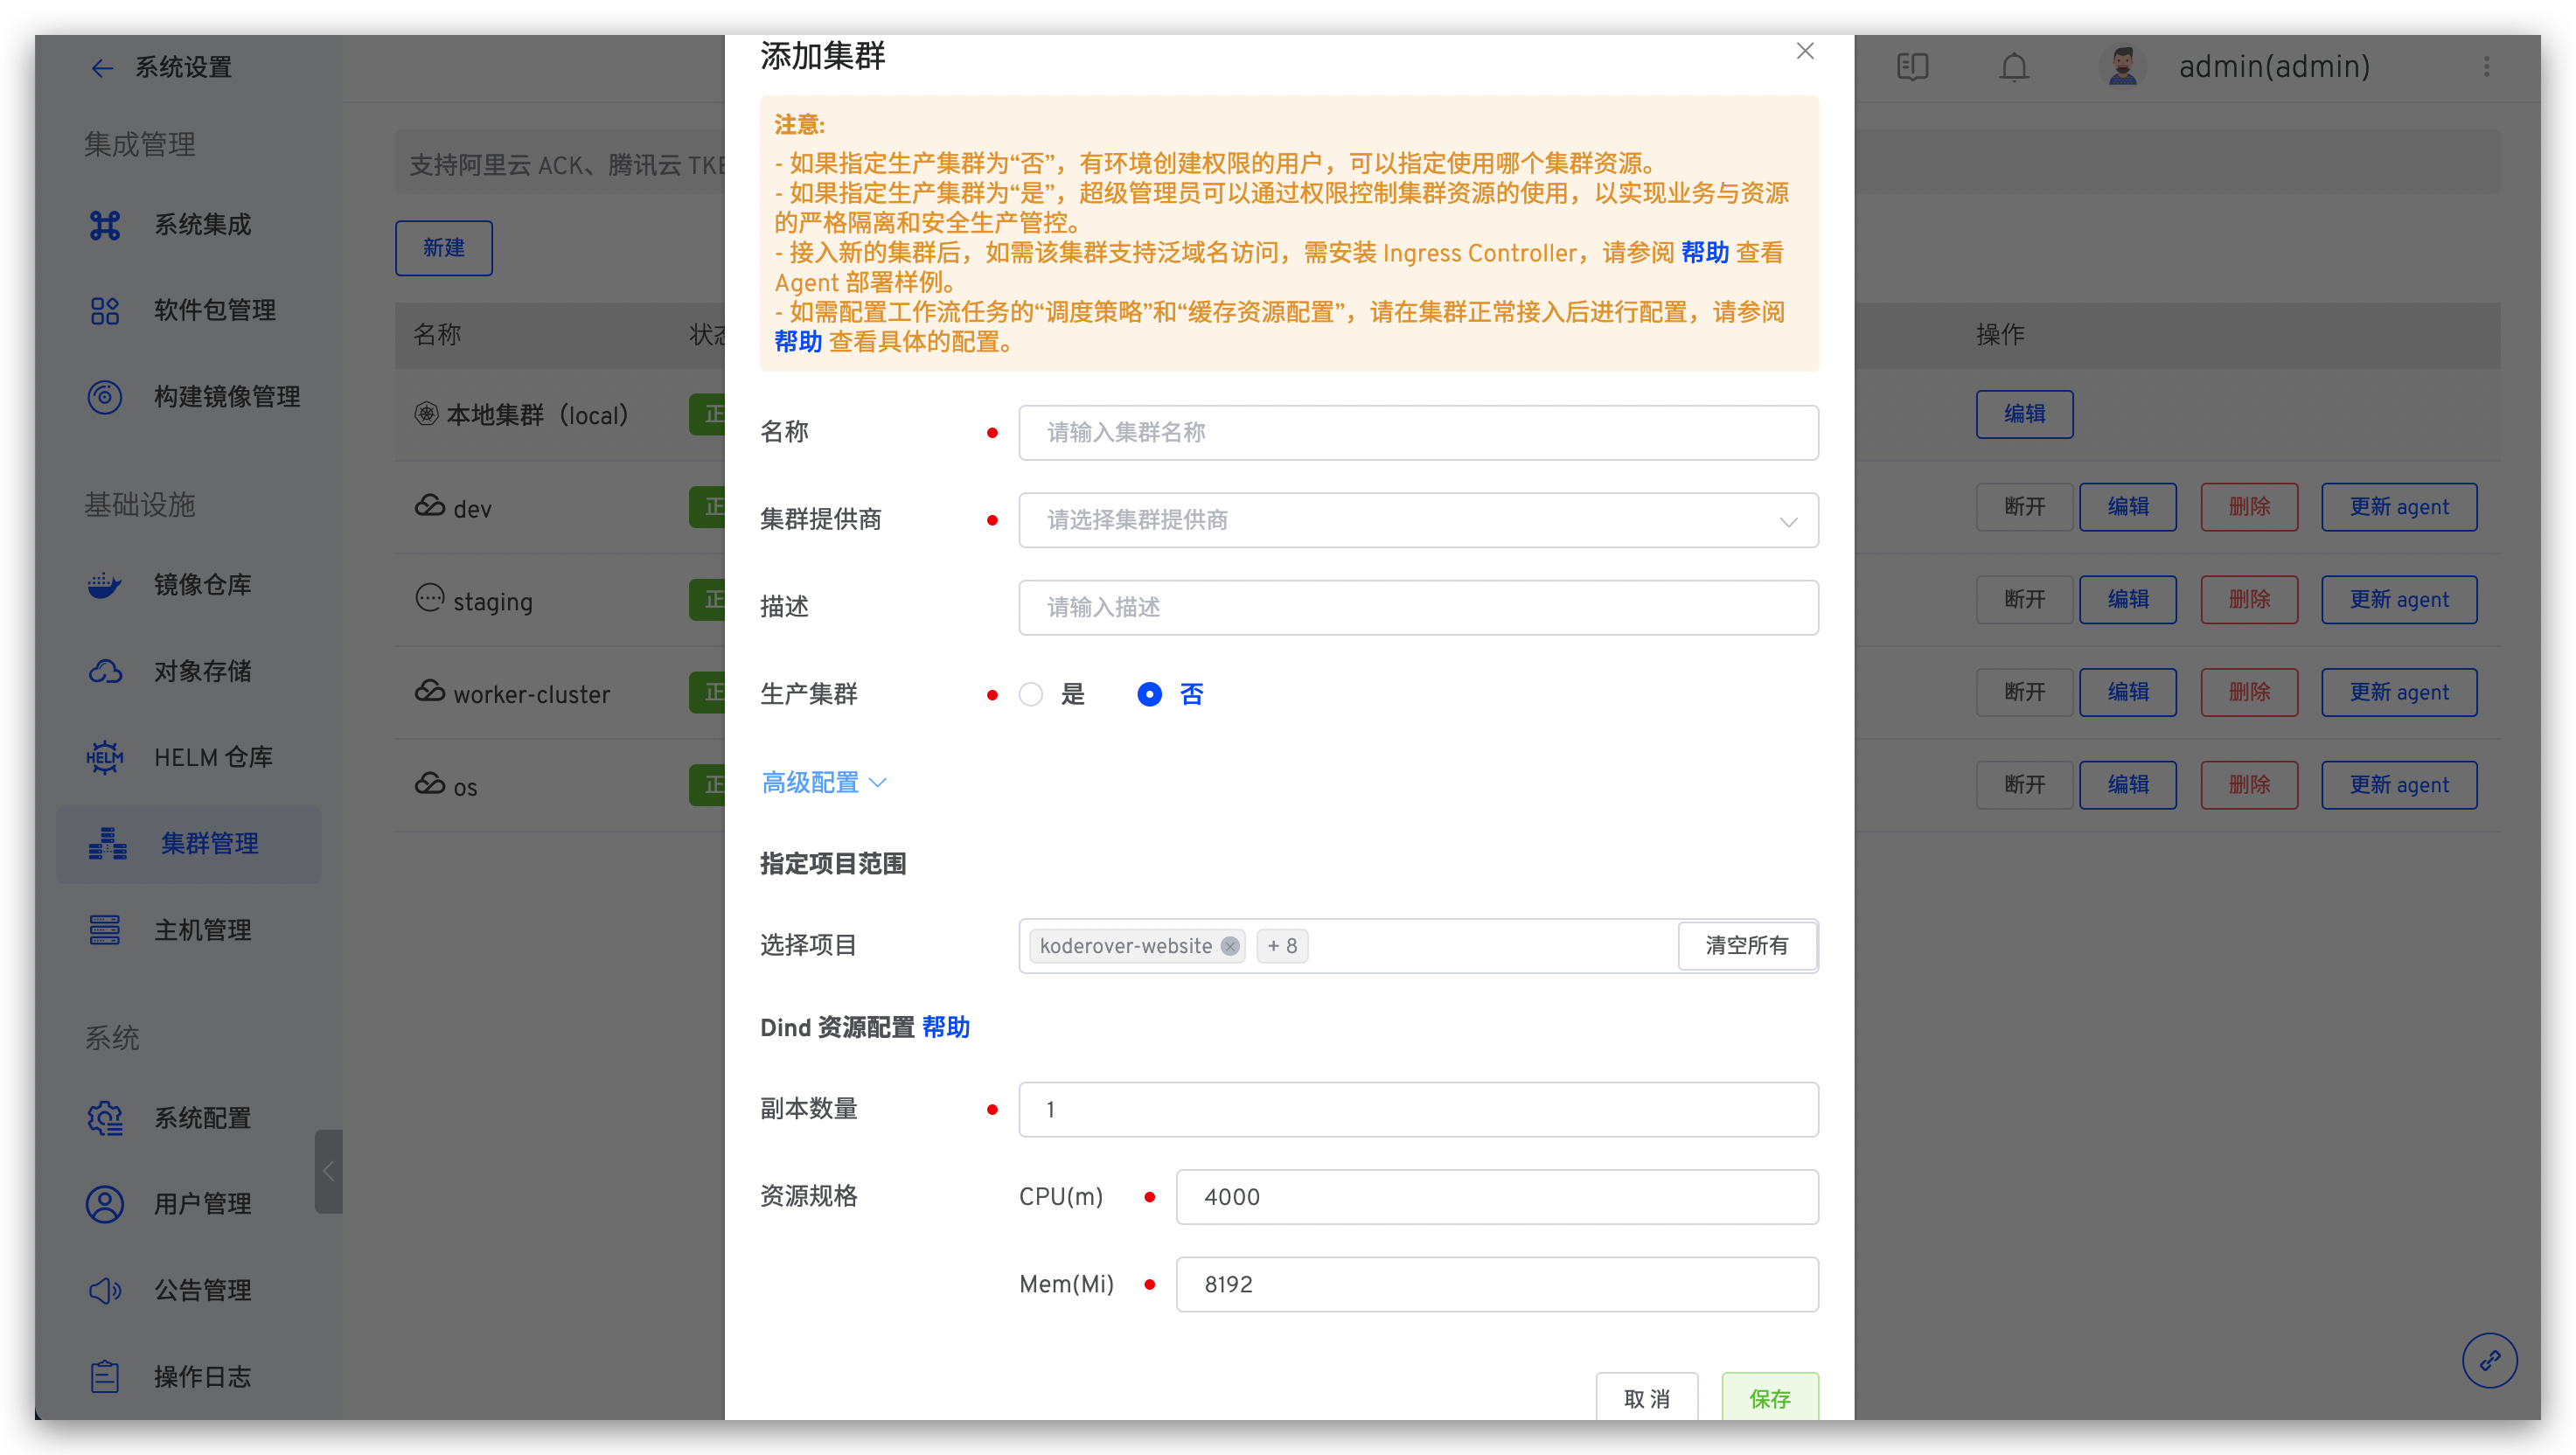 系统设置
集成管理
系统集成
软件包管理
构建镜像管理
基础设施
镜像仓库
对象存储
HELM HELM 仓库
集群管理
主机管理
系统
系统配置
用户管理
公告管理
操作日志
admin(admin)
支持阿里云 ACK、腾讯云 TKE
新建
名称 状态 操作
本地集群（local） 正 编辑
dev 正 断开 编辑 删除 更新 agent
staging 正 断开 编辑 删除 更新 agent
worker-cluster 正 断开 编辑 删除 更新 agent
os 正 断开 编辑 删除 更新 agent
添加集群
注意:
- 如果指定生产集群为“否”，有环境创建权限的用户，可以指定使用哪个集群资源。
- 如果指定生产集群为“是”，超级管理员可以通过权限控制集群资源的使用，以实现业务与资源
的严格隔离和安全生产管控。
- 接入新的集群后，如需该集群支持泛域名访问，需安装 Ingress Controller，请参阅 帮助 查看
Agent 部署样例。
- 如需配置工作流任务的“调度策略”和“缓存资源配置”，请在集群正常接入后进行配置，请参阅
帮助 查看具体的配置。
名称 请输入集群名称
集群提供商 请选择集群提供商
描述 请输入描述
生产集群 是 否
高级配置
指定项目范围
选择项目 koderover-website + 8 清空所有
Dind 资源配置 帮助
副本数量 1
资源规格 CPU(m) 4000
Mem(Mi) 8192
取消 保存